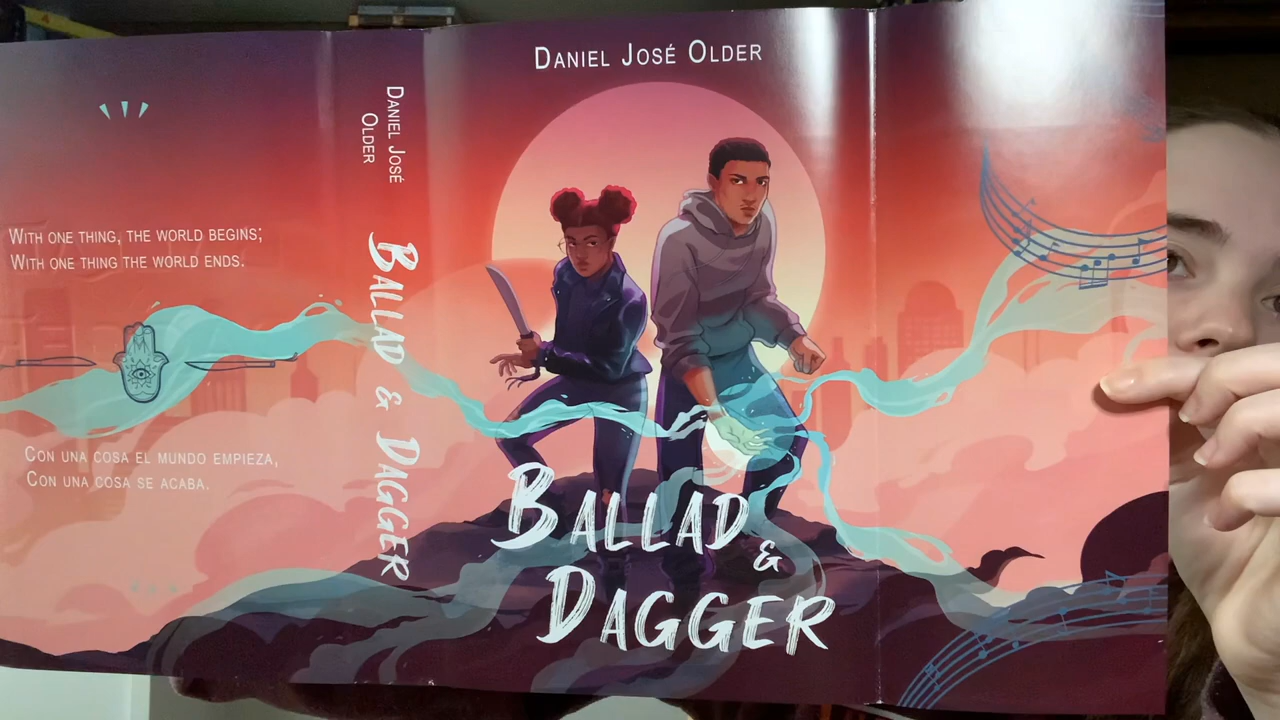 With one thing, the world begins;
With one thing the world ends.
Con una cosa el mundo empieza,
Con una cosa se acaba.
Daniel José
Older
Ballad & Dagger
Daniel José Older
Ballad
&
Dagger